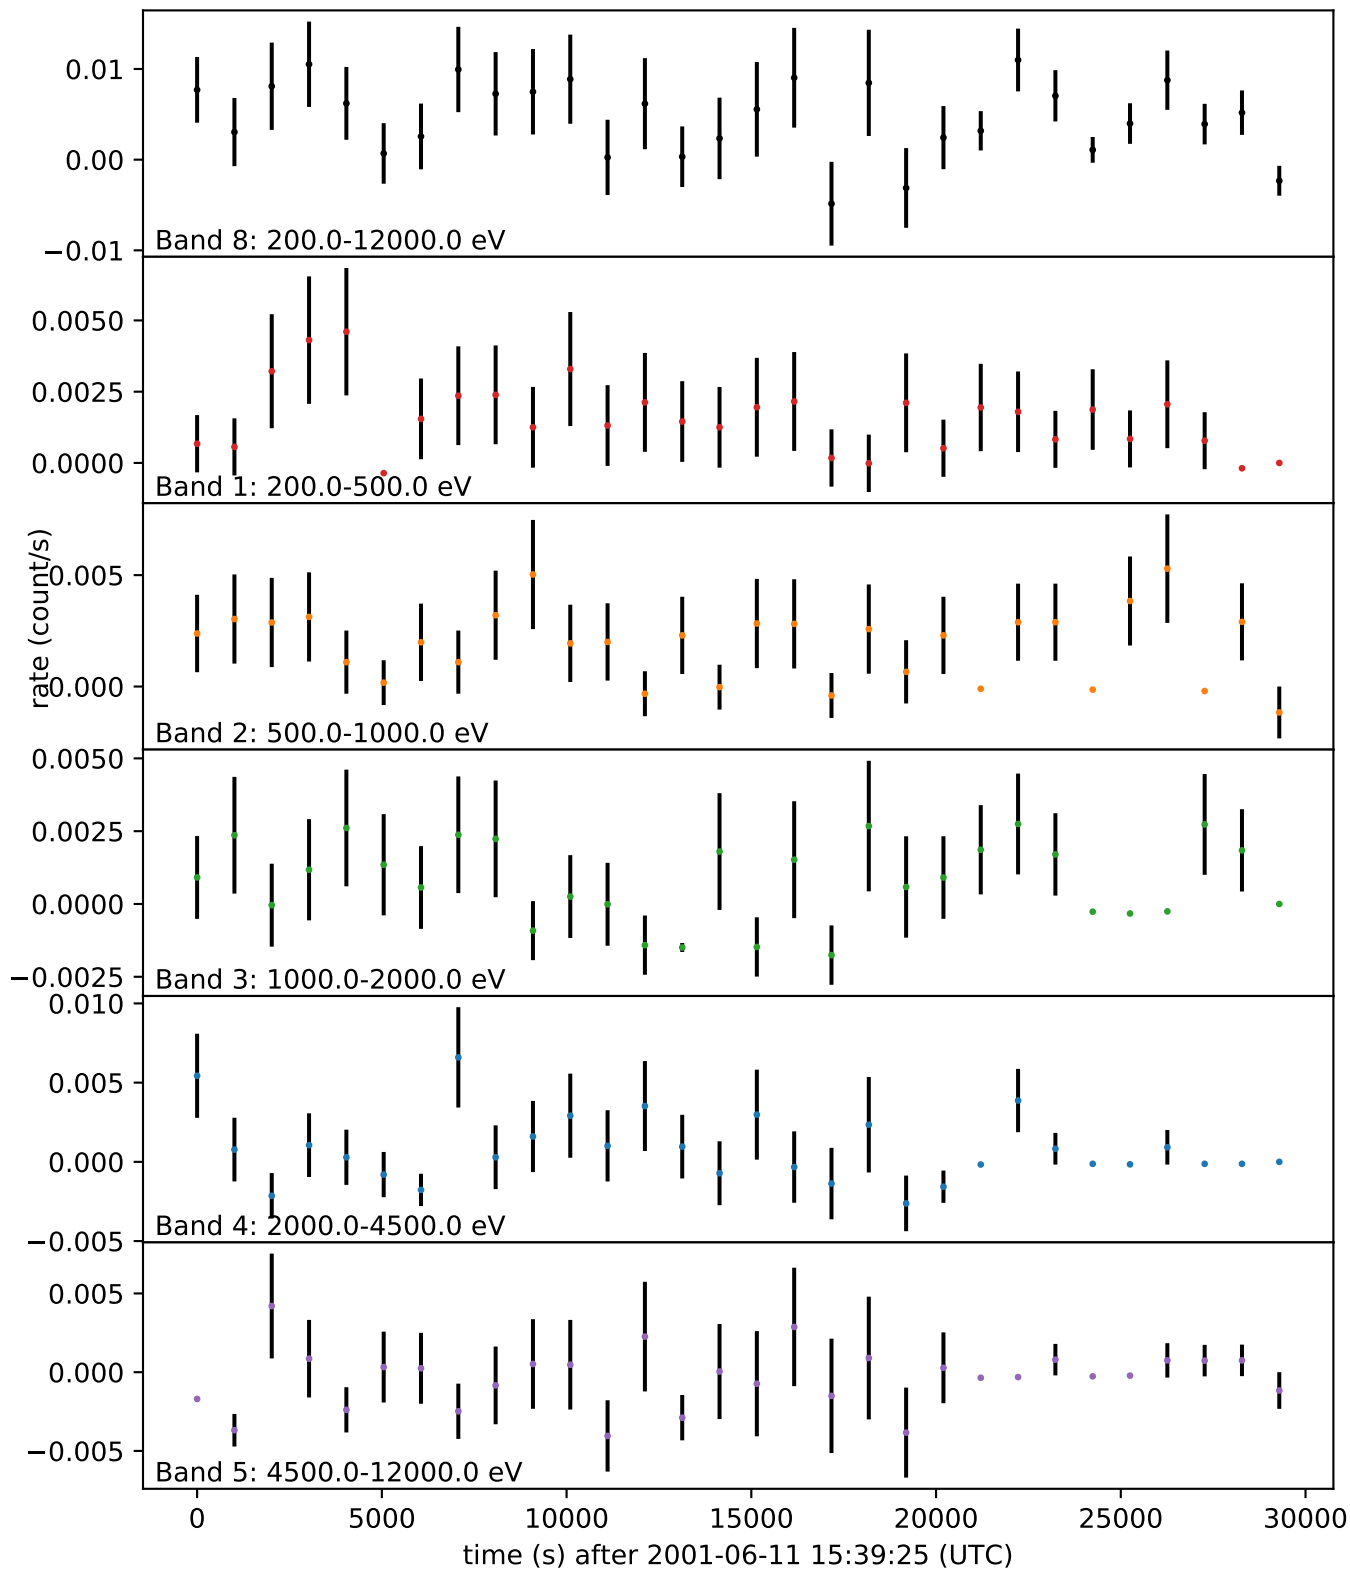 0.01
0.00
−0.01
Band 8: 200.0-12000.0 eV
0.0050
0.0025
0.0000
Band 1: 200.0-500.0 eV
rate (count/s)
0.005
0.000
Band 2: 500.0-1000.0 eV
0.0050
0.0025
0.0000
−0.0025
Band 3: 1000.0-2000.0 eV
0.010
0.005
0.000
−0.005
Band 4: 2000.0-4500.0 eV
0.005
0.000
−0.005
Band 5: 4500.0-12000.0 eV
0 5000 10000 15000 20000 25000 30000
time (s) after 2001-06-11 15:39:25 (UTC)